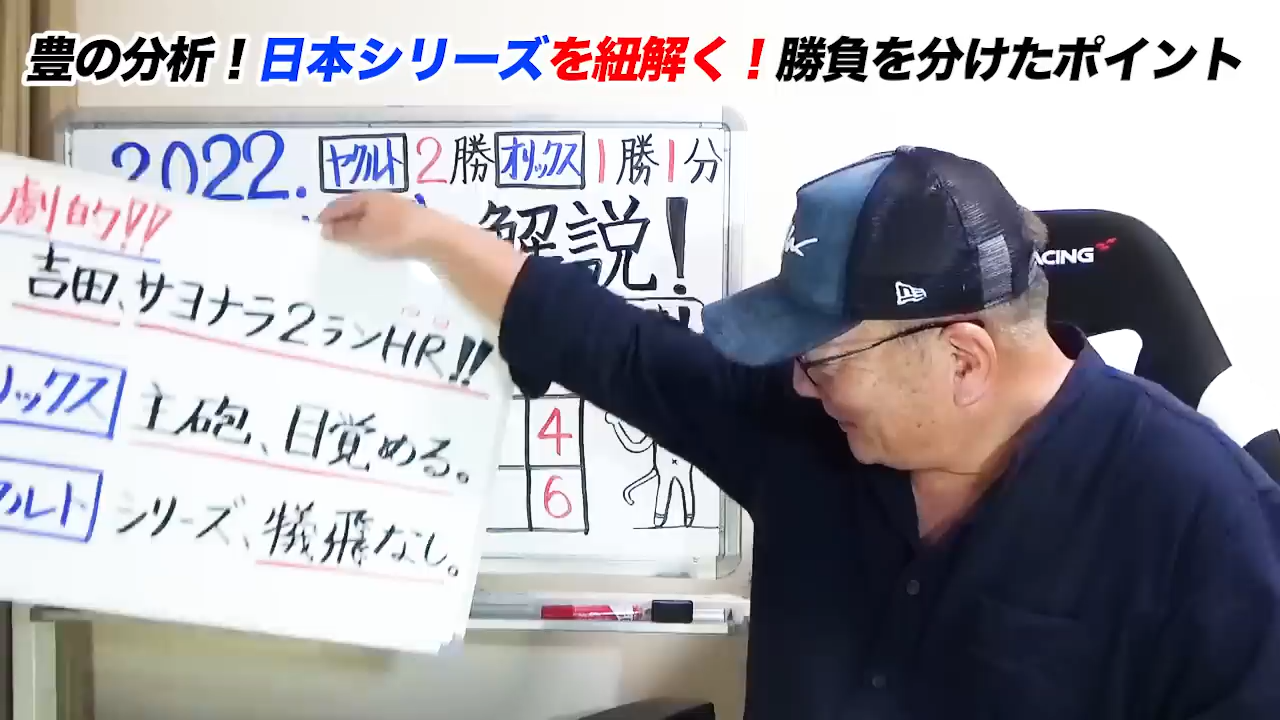 豊の分析！日本シリーズを紐解く！勝負を分けたポイント
2022.
ヤクルト 2勝 オリックス 1勝1分
解説!
劇的!!
吉田、サヨナラ2ランHR!!
リックス 主砲、目覚める。
クルト シリーズ、犠飛なし。
4
6
RACING